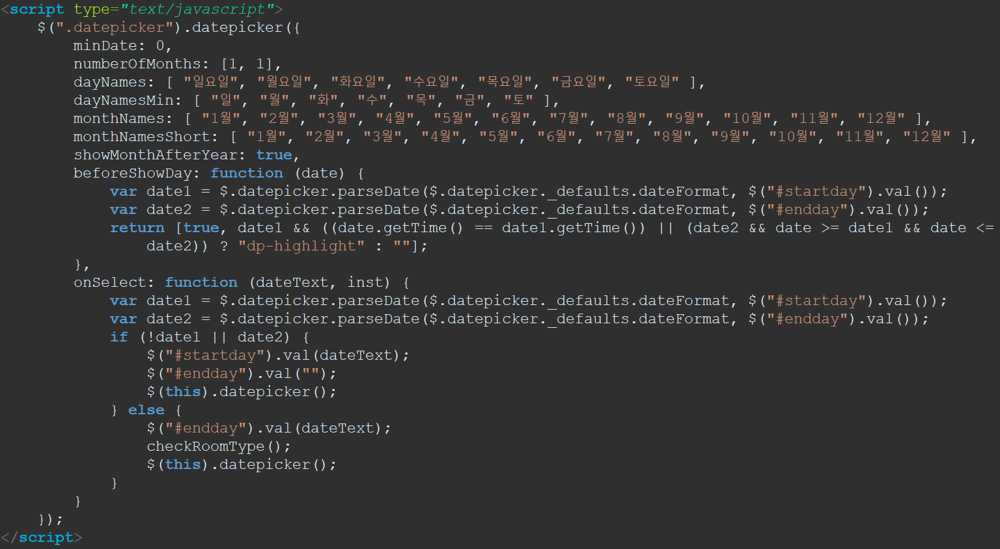 <script type="text/javascript">
    $(".datepicker").datepicker({
        minDate: 0,
        numberOfMonths: [1, 1],
        dayNames: [ "일요일", "월요일", "화요일", "수요일", "목요일", "금요일", "토요일" ],
        dayNamesMin: [ "일", "월", "화", "수", "목", "금", "토" ],
        monthNames: [ "1월", "2월", "3월", "4월", "5월", "6월", "7월", "8월", "9월", "10월", "11월", "12월" ],
        monthNamesShort: [ "1월", "2월", "3월", "4월", "5월", "6월", "7월", "8월", "9월", "10월", "11월", "12월" ],
        showMonthAfterYear: true,
        beforeShowDay: function (date) {
            var date1 = $.datepicker.parseDate($.datepicker._defaults.dateFormat, $("#startday").val());
            var date2 = $.datepicker.parseDate($.datepicker._defaults.dateFormat, $("#endday").val());
            return [true, date1 && ((date.getTime() == date1.getTime()) || (date2 && date >= date1 && date <=
                date2)) ? "dp-highlight" : ""];
        },
        onSelect: function (dateText, inst) {
            var date1 = $.datepicker.parseDate($.datepicker._defaults.dateFormat, $("#startday").val());
            var date2 = $.datepicker.parseDate($.datepicker._defaults.dateFormat, $("#endday").val());
            if (!date1 || date2) {
                $("#startday").val(dateText);
                $("#endday").val("");
                $(this).datepicker();
            } else {
                $("#endday").val(dateText);
                checkRoomType();
                $(this).datepicker();
            }
        }
    });
</script>